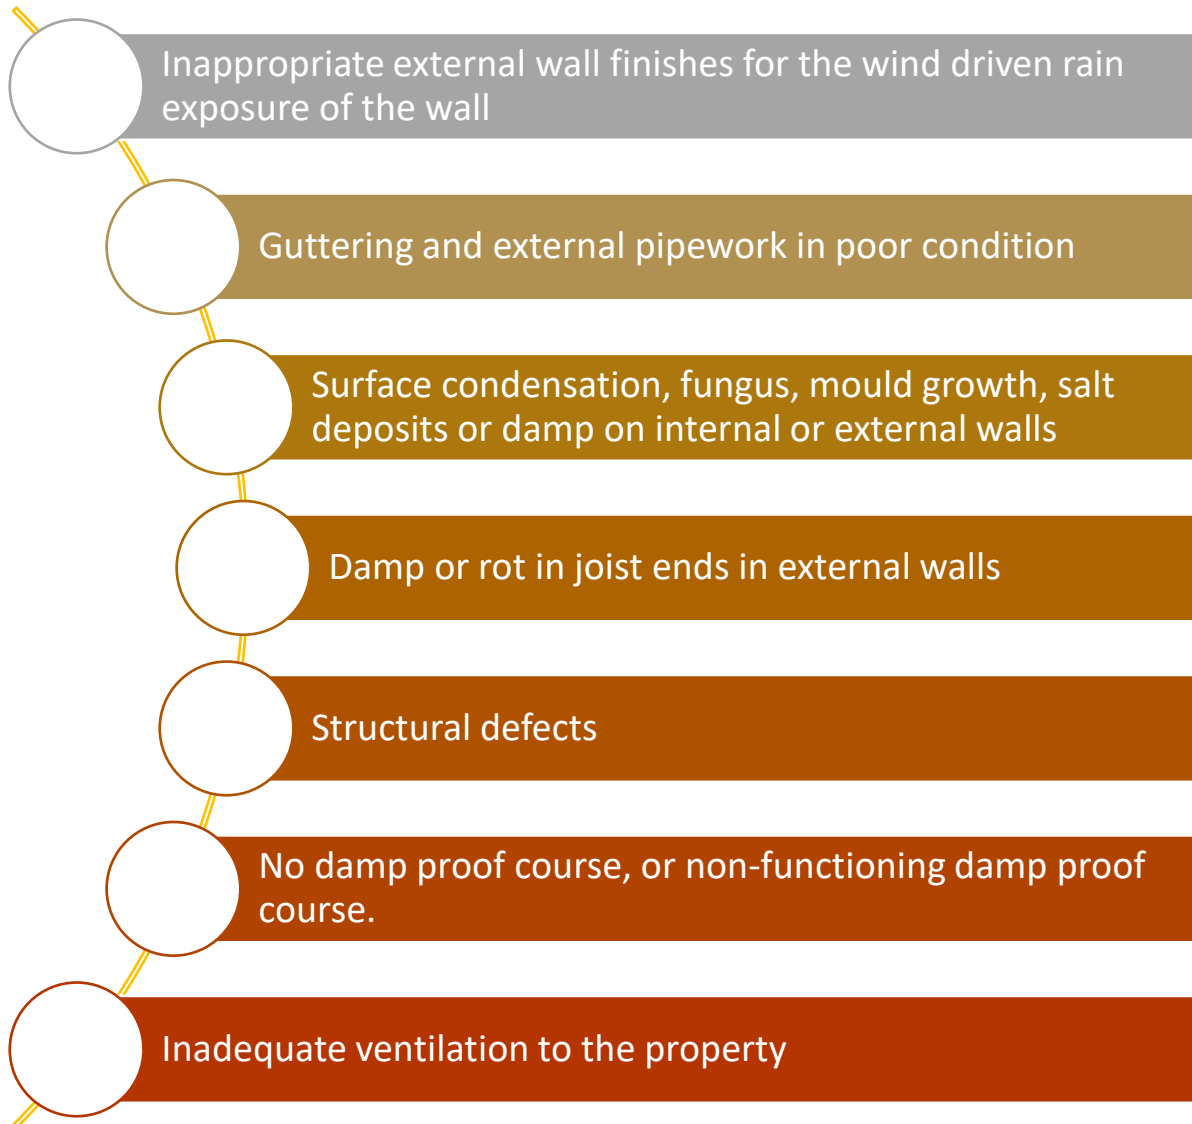 Inappropriate external wall finishes for the wind driven rain
exposure of the wall
Guttering and external pipework in poor condition
Surface condensation, fungus, mould growth, salt
deposits or damp on internal or external walls
Damp or rot in joist ends in external walls
Structural defects
No damp proof course, or non-functioning damp proof
course.
Inadequate ventilation to the property